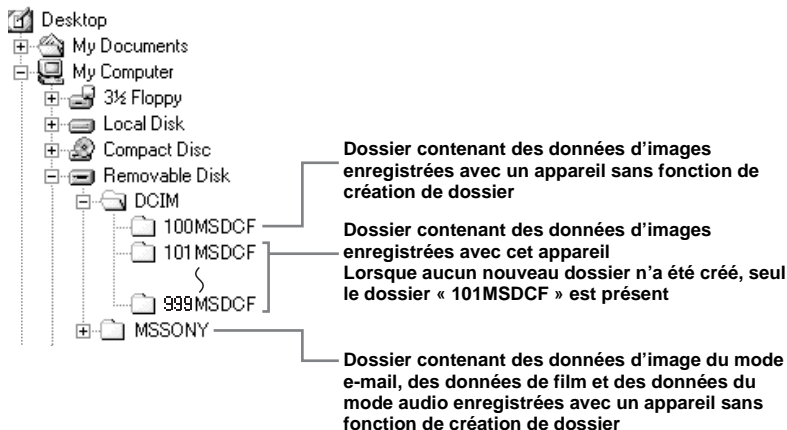 Desktop
My Documents
My Computer
3½ Floppy
Local Disk
Compact Disc
Removable Disk
DCIM
100MSDCF
101MSDCF
999MSDCF
MSSONY
Dossier contenant des données d’images
enregistrées avec un appareil sans fonction de
création de dossier
Dossier contenant des données d’images
enregistrées avec cet appareil
Lorsque aucun nouveau dossier n’a été créé, seul
le dossier « 101MSDCF » est présent
Dossier contenant des données d’image du mode
e-mail, des données de film et des données du
mode audio enregistrées avec un appareil sans
fonction de création de dossier